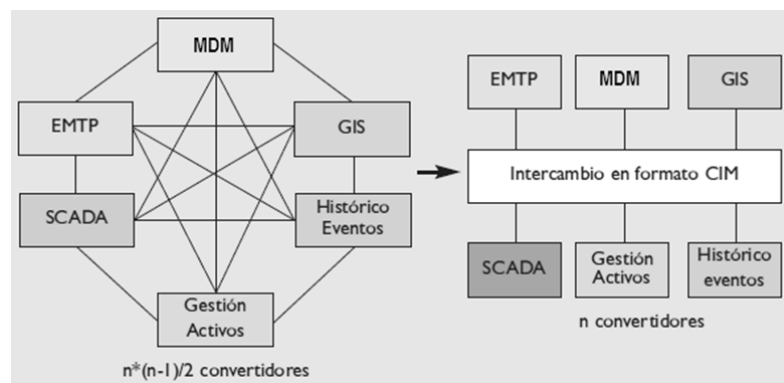 MDM
EMTP
GIS
SCADA
Histórico
Eventos
Gestión
Activos
n*(n-1)/2 convertidores
EMTP
MDM
GIS
Intercambio en formato CIM
SCADA
Gestión
Activos
Histórico
eventos
n convertidores